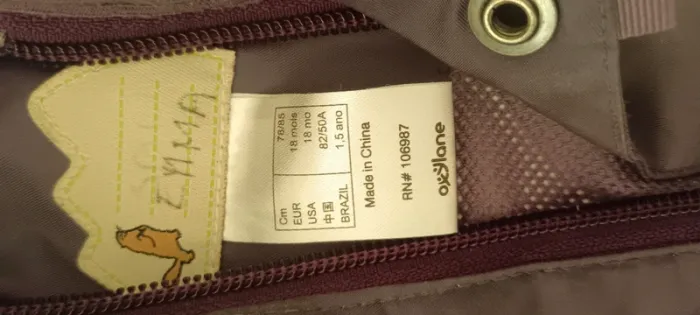 EMMA
Cm 78/85
EUR 18 mois
USA 18 mo
中国 82/50A
BRAZIL 1,5 ano
Made in China
RN# 106987
oxylane